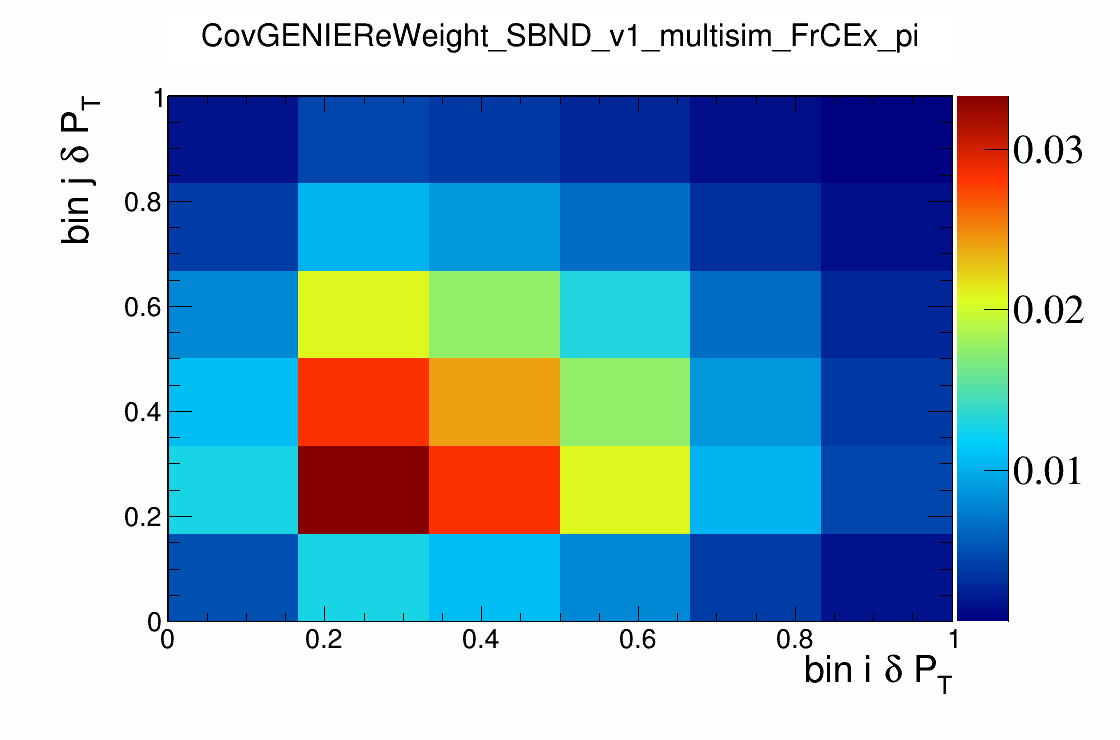 CovGENIEReWeight_SBND_v1_multisim_FrCEx_pi
bin j δ P_T
1
0.8
0.6
0.4
0.2
0
0 0.2 0.4 0.6 0.8 1
bin i δ P_T
0.03
0.02
0.01